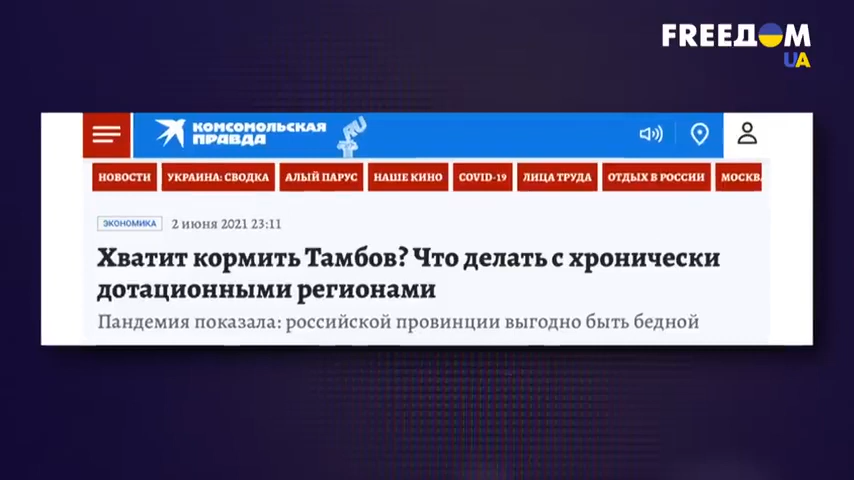 FREEДOM
UA
КОМСОМОЛЬСКАЯ
ПРАВДА
.RU
НОВОСТИ УКРАИНА: СВОДКА АЛЫЙ ПАРУС НАШЕ КИНО COVID-19 ЛИЦА ТРУДА ОТДЫХ В РОССИИ МОСКВ
ЭКОНОМИКА 2 июня 2021 23:11
Хватит кормить Тамбов? Что делать с хронически
дотационными регионами
Пандемия показала: российской провинции выгодно быть бедной